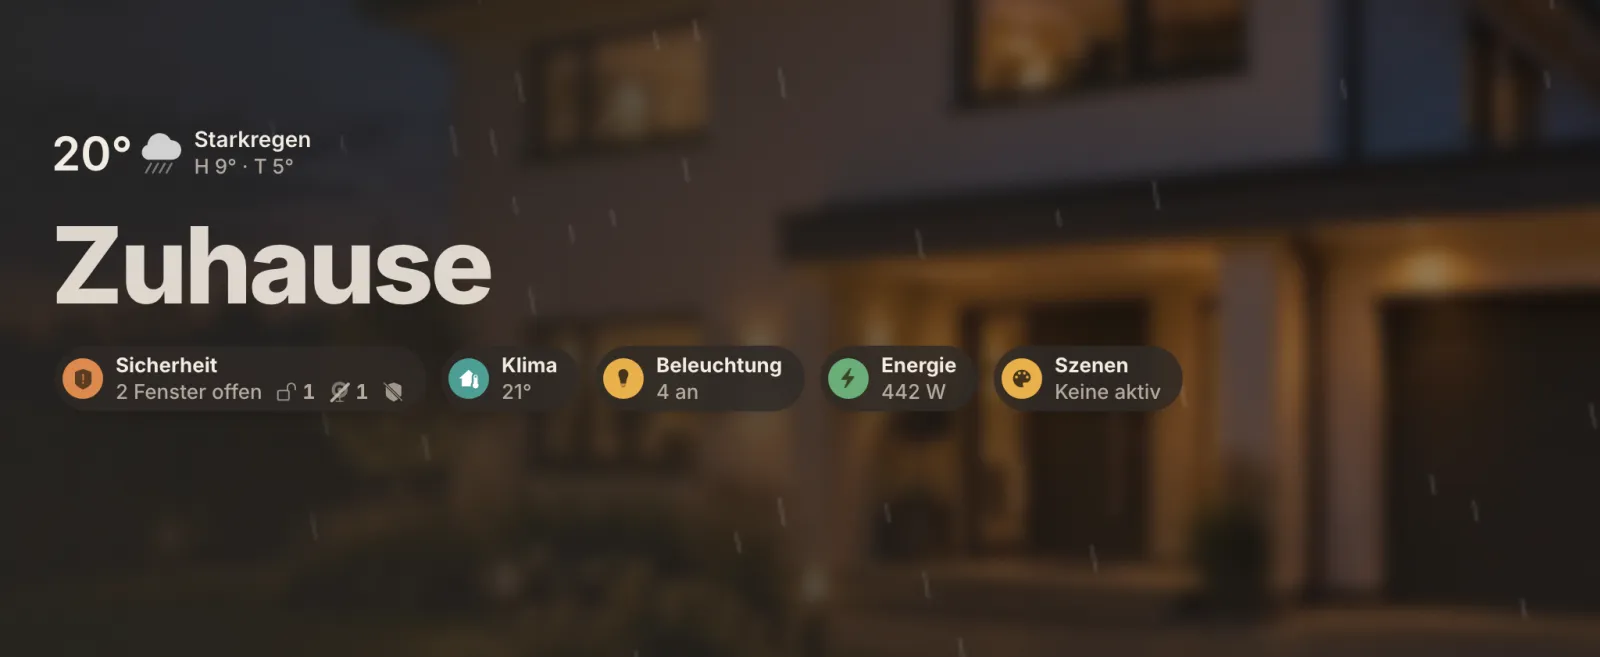 20°
Starkregen
H 9° · T 5°
Zuhause
Sicherheit
2 Fenster offen 1 1
Klima
21°
Beleuchtung
4 an
Energie
442 W
Szenen
Keine aktiv